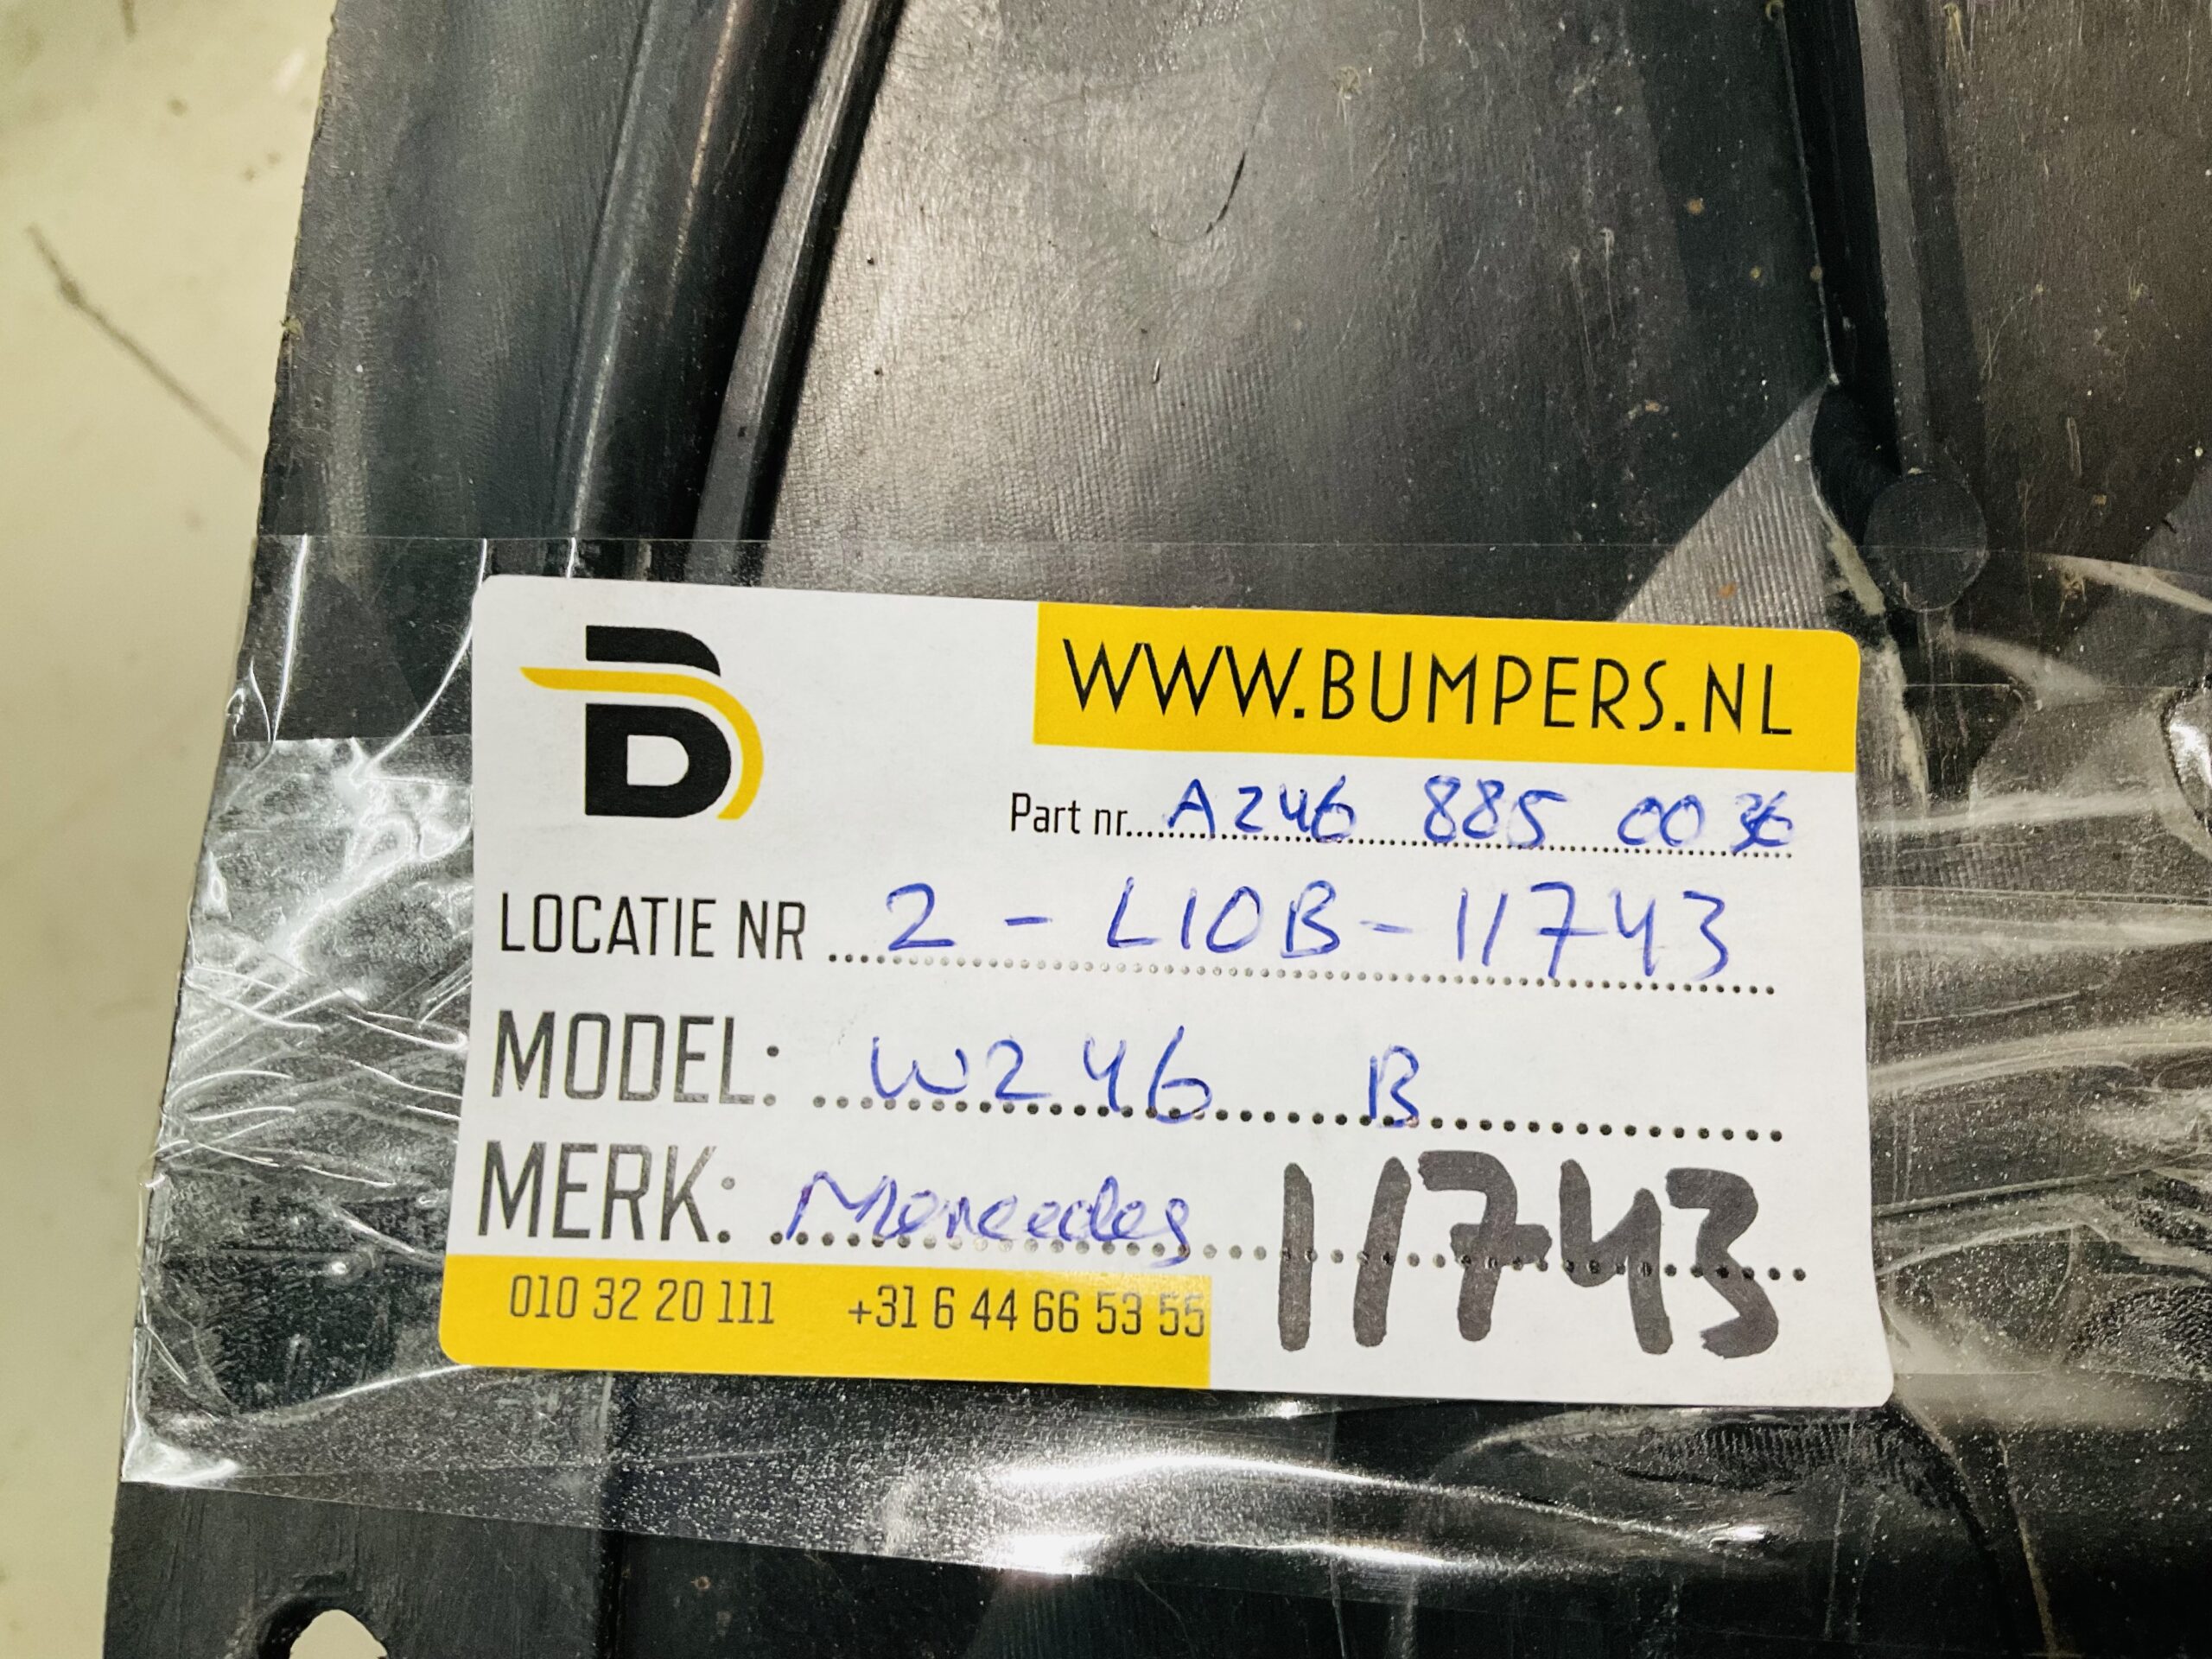 WWW.BUMPERS.NL
Part nr. A246 885 00 36
LOCATIE NR 2 - L10B - 11743
MODEL: W246 B
MERK: Mercedes 11743
010 32 20 111 +31 6 44 66 53 55